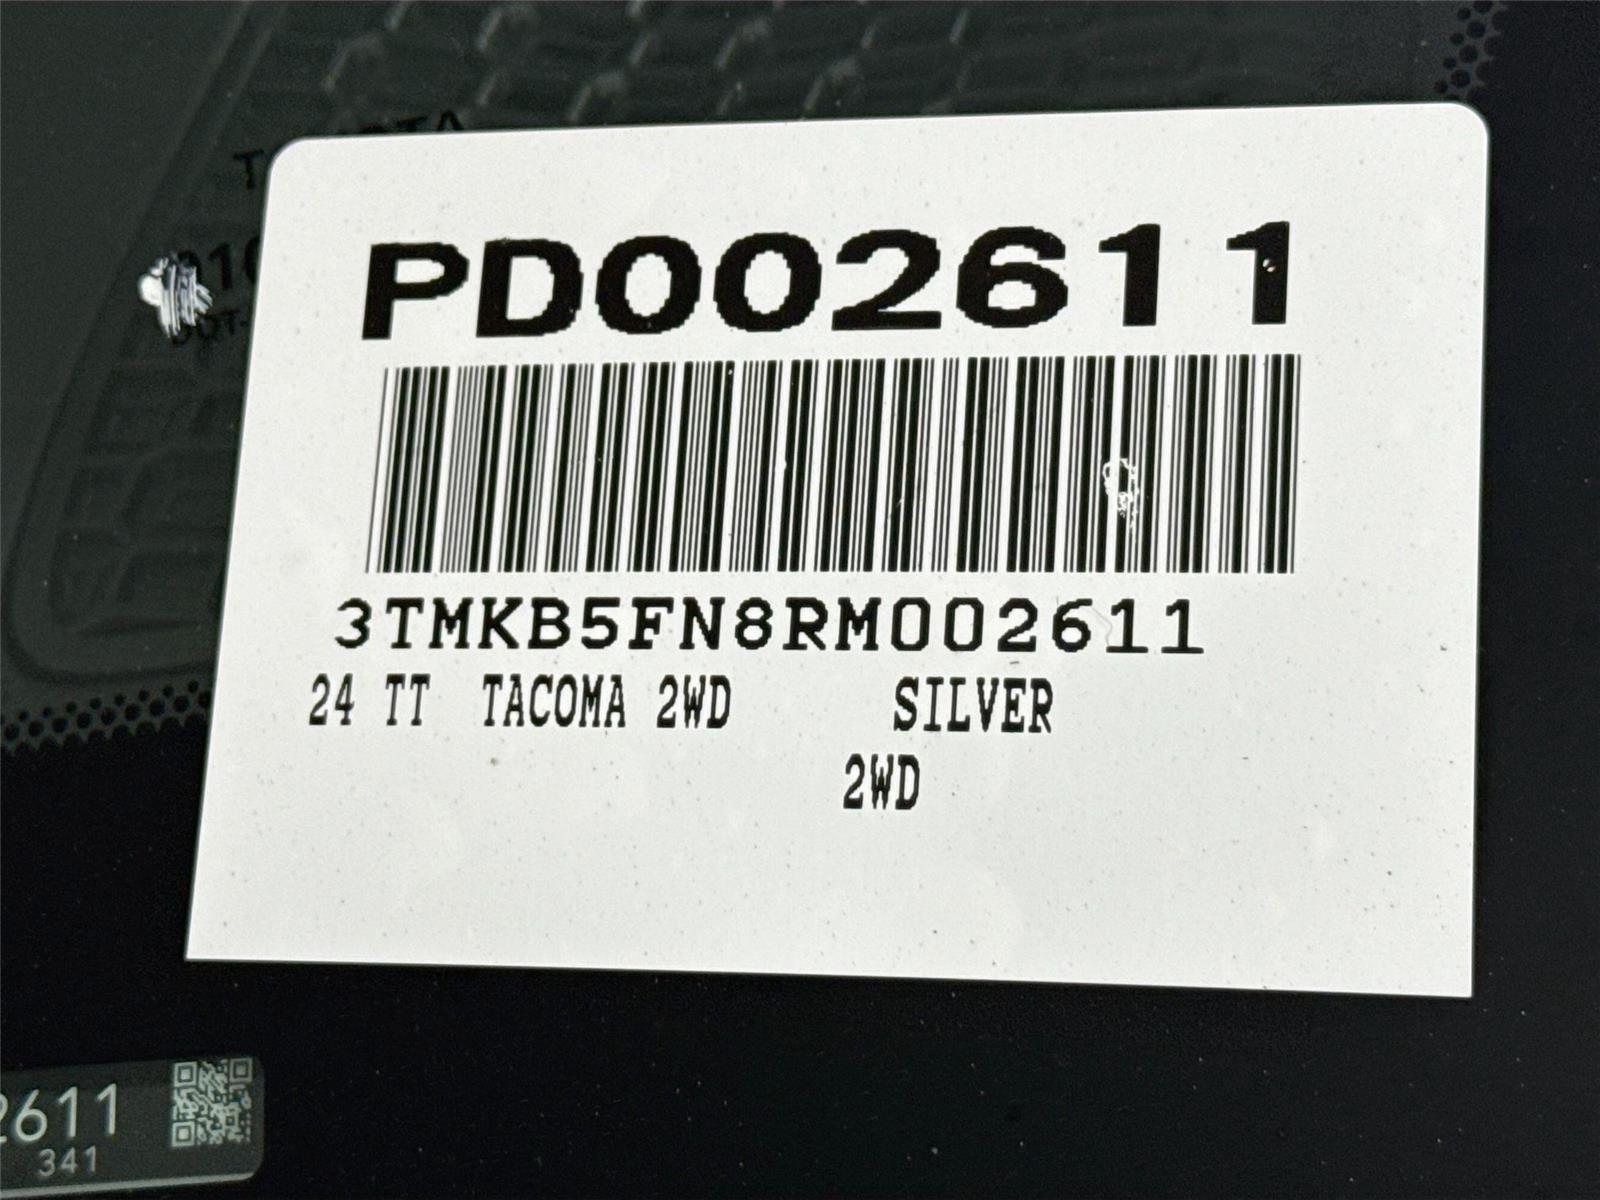 PD002611
3TMKB5FN8RM002611
24 TT TACOMA 2WD SILVER
2WD
2611
341